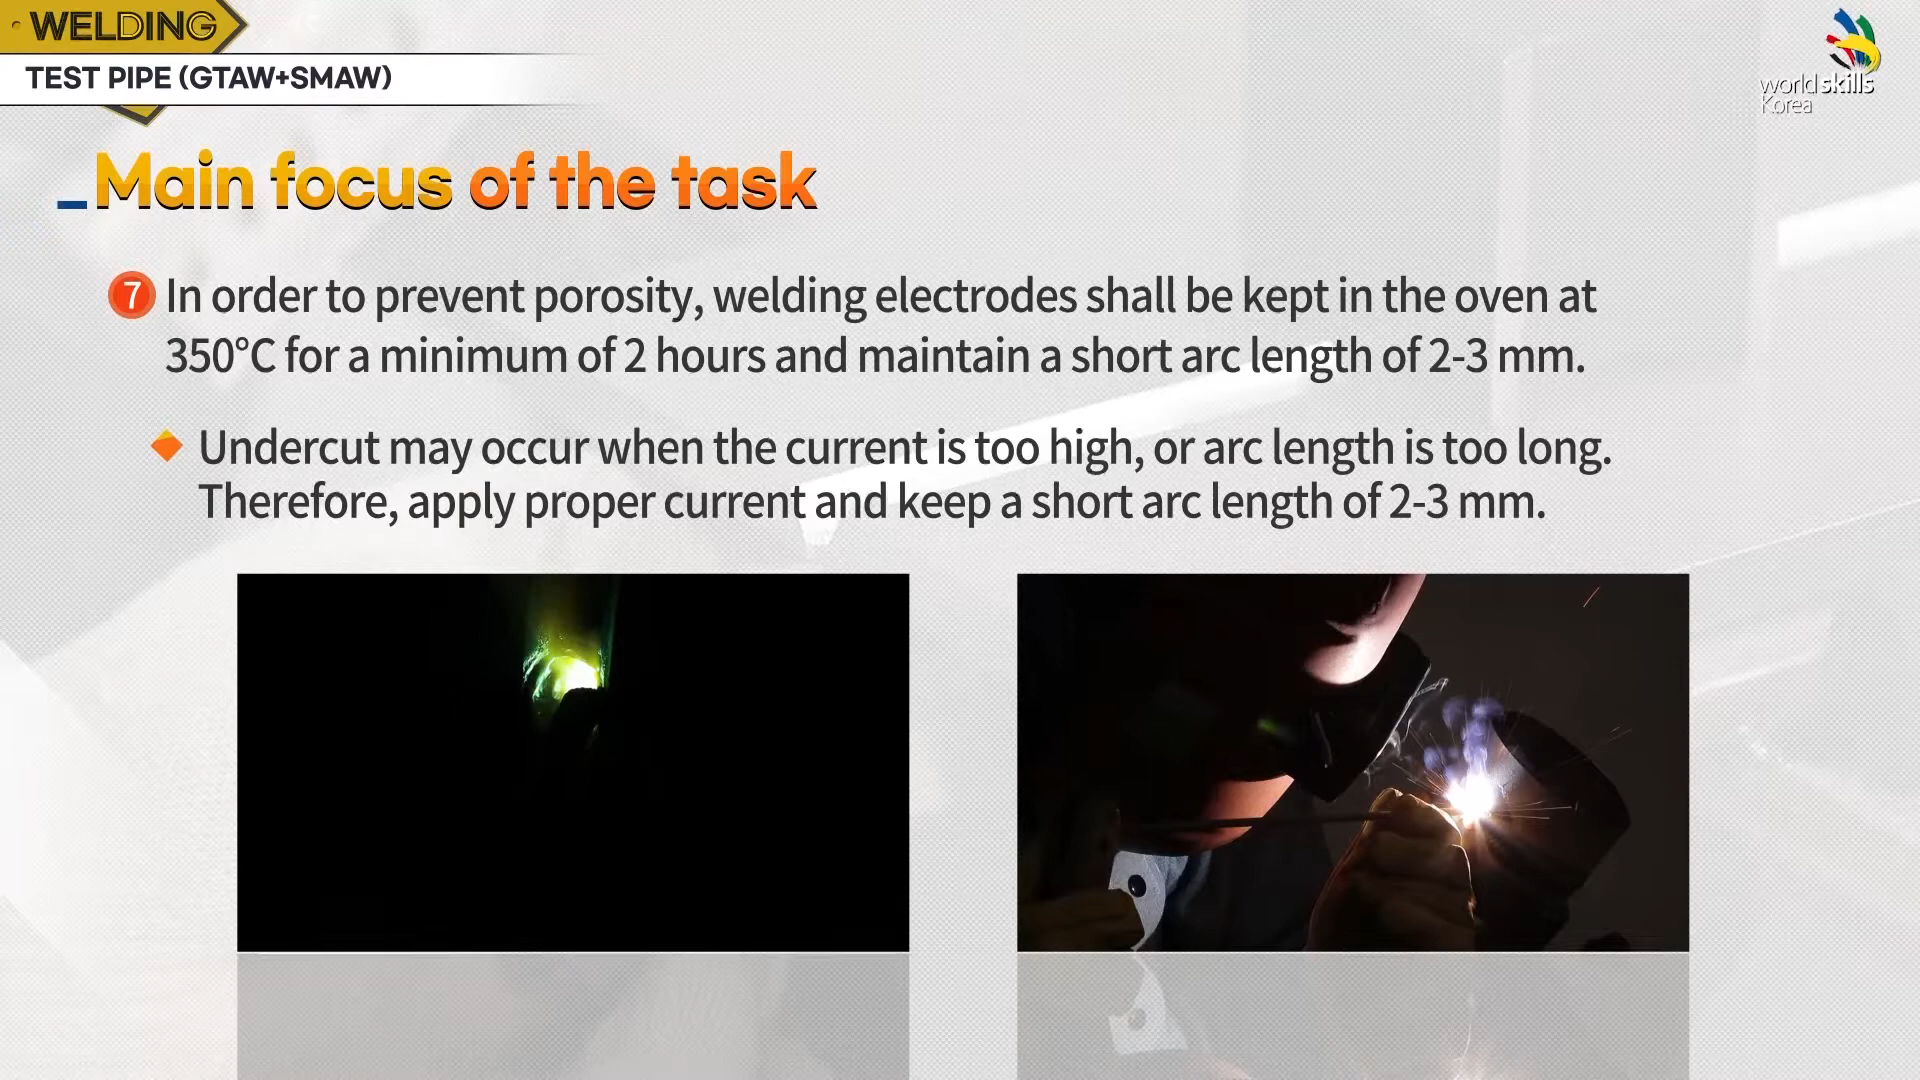 WELDING
TEST PIPE (GTAW+SMAW)
world skills
Korea
Main focus of the task
7 In order to prevent porosity, welding electrodes shall be kept in the oven at
350°C for a minimum of 2 hours and maintain a short arc length of 2-3 mm.
Undercut may occur when the current is too high, or arc length is too long.
Therefore, apply proper current and keep a short arc length of 2-3 mm.